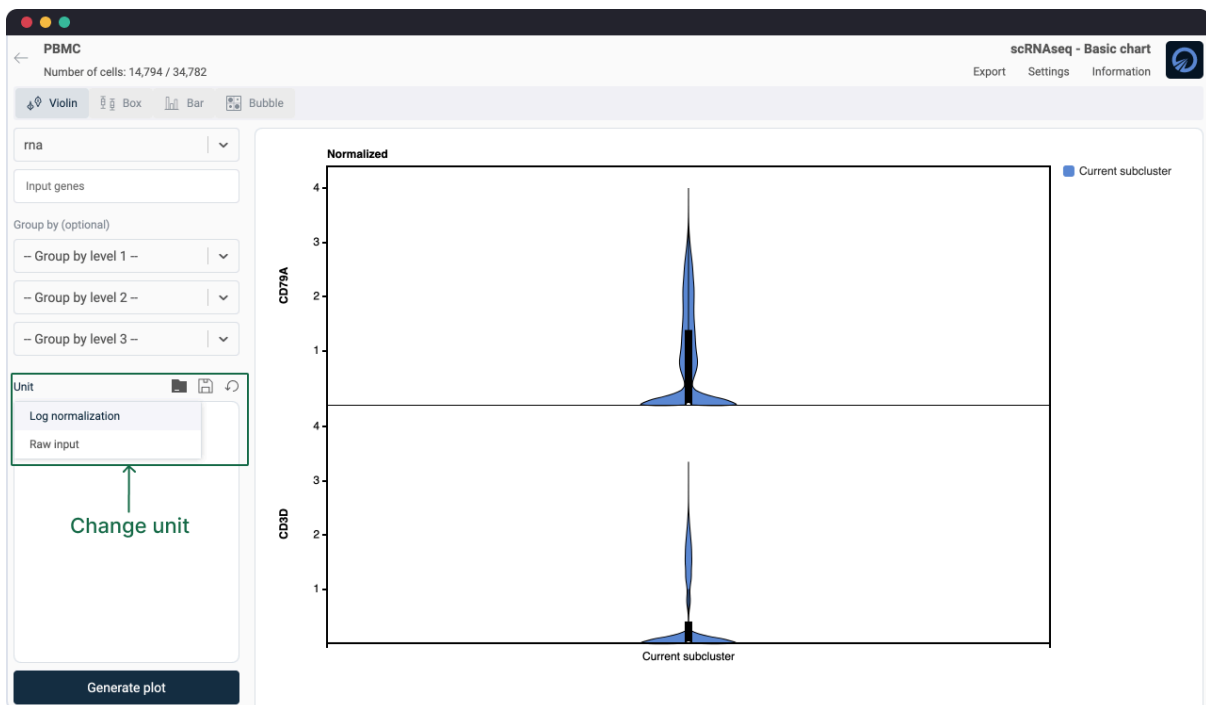 PBMC
Number of cells: 14,794 / 34,782
scRNAseq - Basic chart
Export Settings Information
Violin Box Bar Bubble
rna
Input genes
Group by (optional)
-- Group by level 1 --
-- Group by level 2 --
-- Group by level 3 --
Unit
Log normalization
Raw input
Change unit
Generate plot
Normalized
Current subcluster
CD79A
4
3
2
1
CD3D
4
3
2
1
Current subcluster